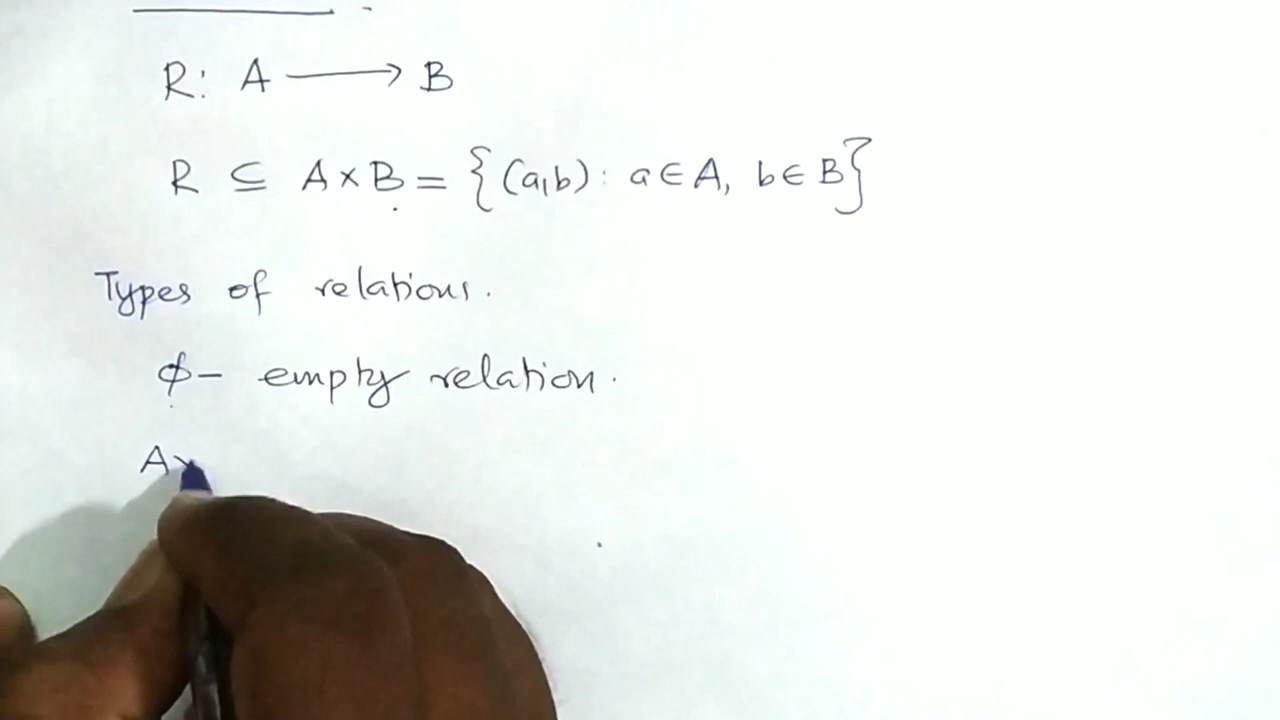 R: A ⟶ B
R ⊆ A×B = {(a,b): a∈A, b∈B}
Types of relations.
ϕ- empty relation.
A×